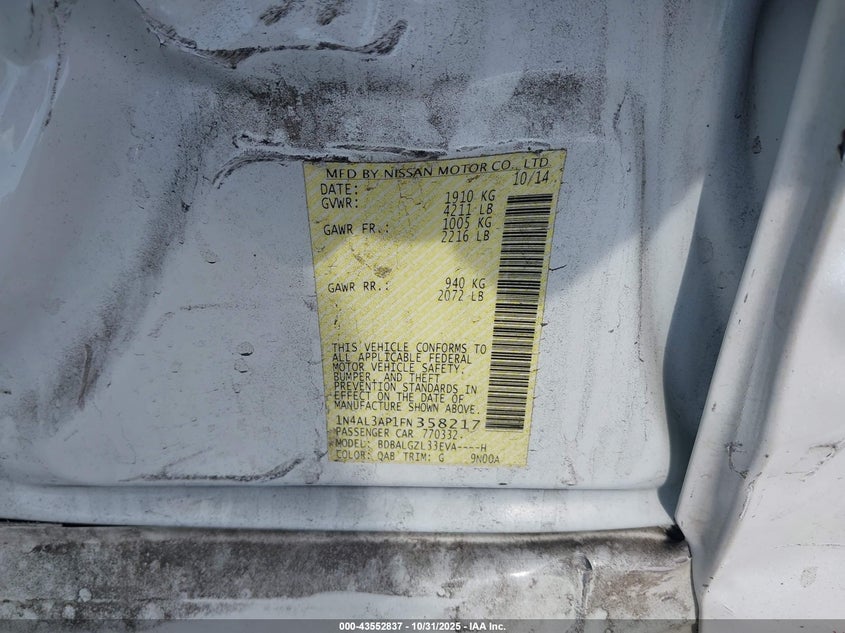 MFD BY NISSAN MOTOR CO., LTD.
DATE: 10/14
GVWR: 1910 KG
4211 LB
GAWR FR.: 1005 KG
2216 LB
GAWR RR.: 940 KG
2072 LB
THIS VEHICLE CONFORMS TO
ALL APPLICABLE FEDERAL
MOTOR VEHICLE SAFETY,
BUMPER, AND THEFT
PREVENTION STANDARDS IN
EFFECT ON THE DATE OF
MANUFACTURE SHOWN ABOVE.
1N4AL3AP1FN358217
PASSENGER CAR 770332-
MODEL: BDBALGZL33EVA----H
COLOR: QAB TRIM: G 9N00A
000-43552837 - 10/31/2025 - IAA Inc.